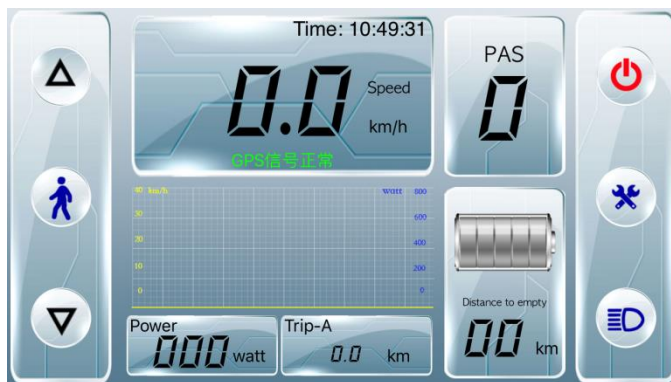 Time: 10:49:31
0.0
Speed
km/h
GPS信号正常
PAS
0
40 km/h
30
20
10
0
watt 800
600
400
200
0
Power
000 watt
Trip-A
0.0 km
Distance to empty
00 km